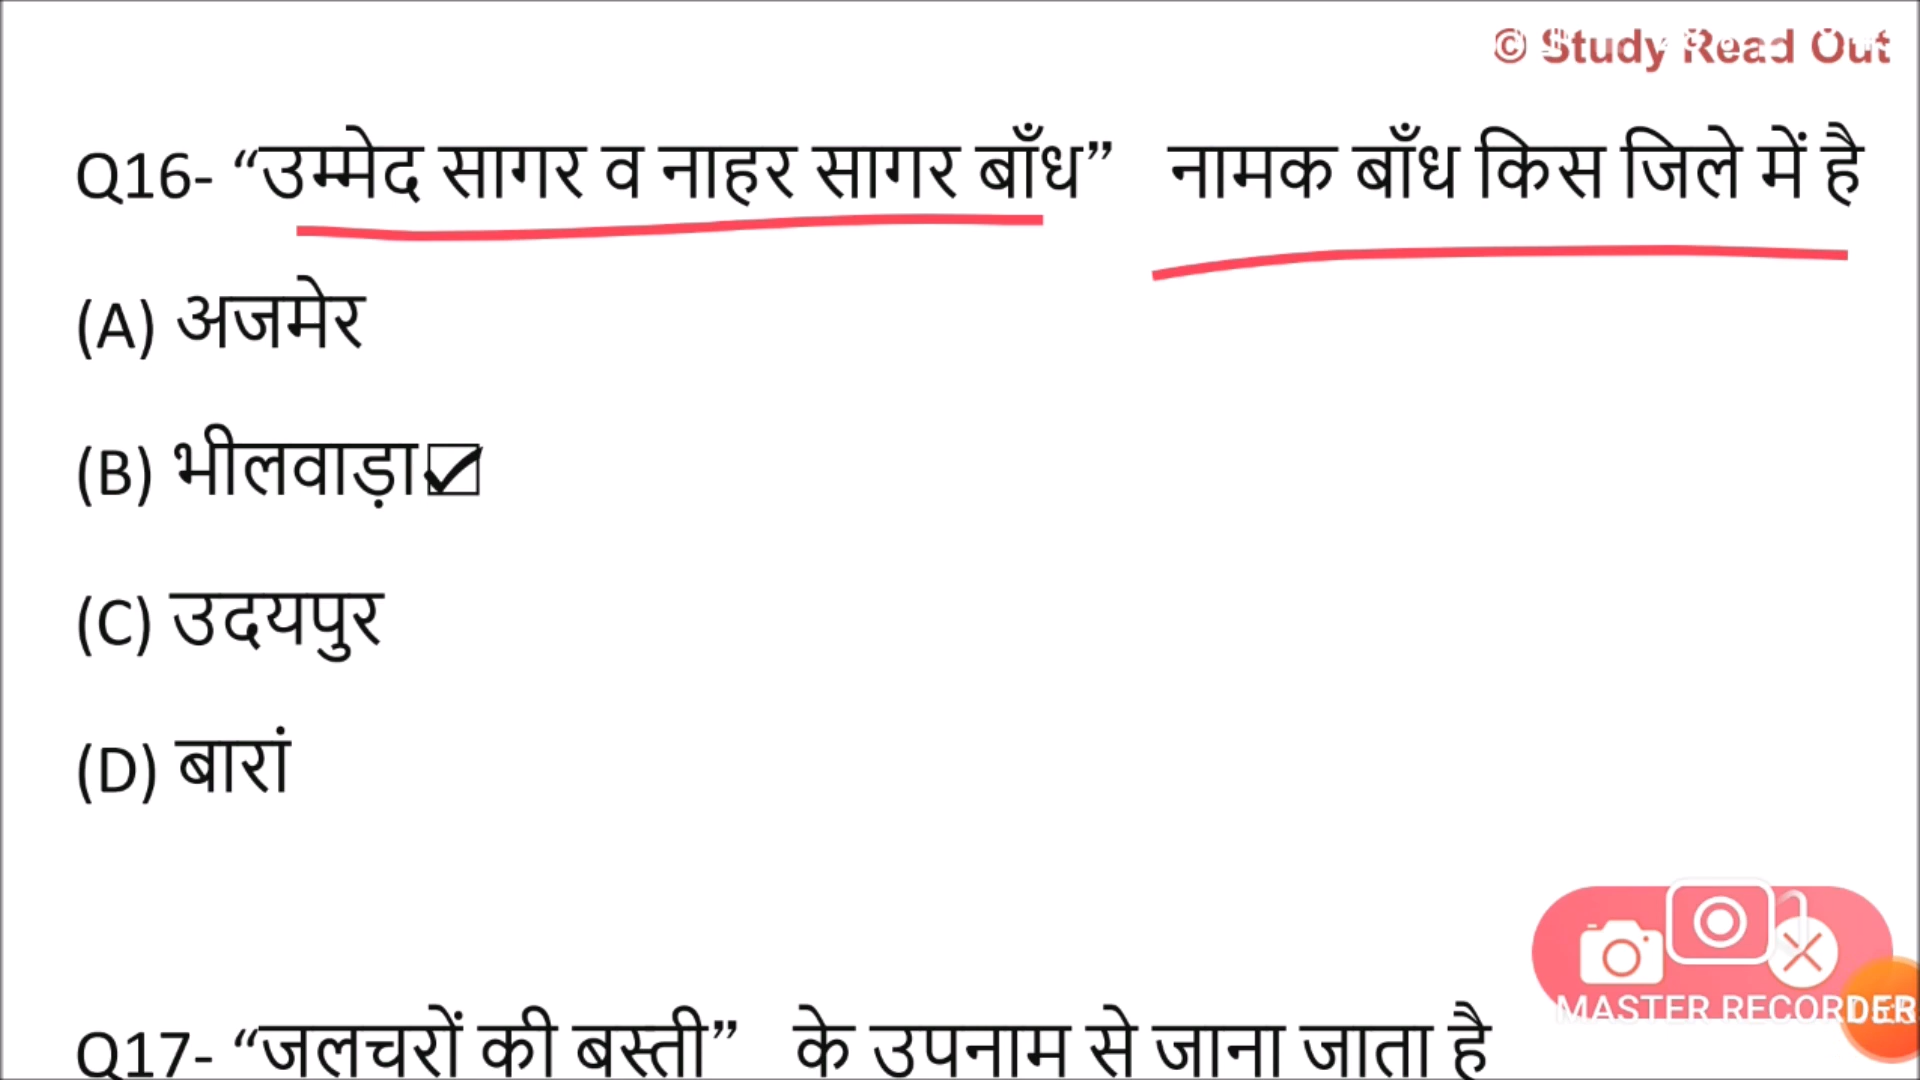 © Study Read Out
Q16- “उम्मेद सागर व नाहर सागर बाँध” नामक बाँध किस जिले में है
(A) अजमेर
(B) भीलवाड़ा☑
(C) उदयपुर
(D) बारां
MASTER RECORDER
Q17- “जलचरों की बस्ती” के उपनाम से जाना जाता है